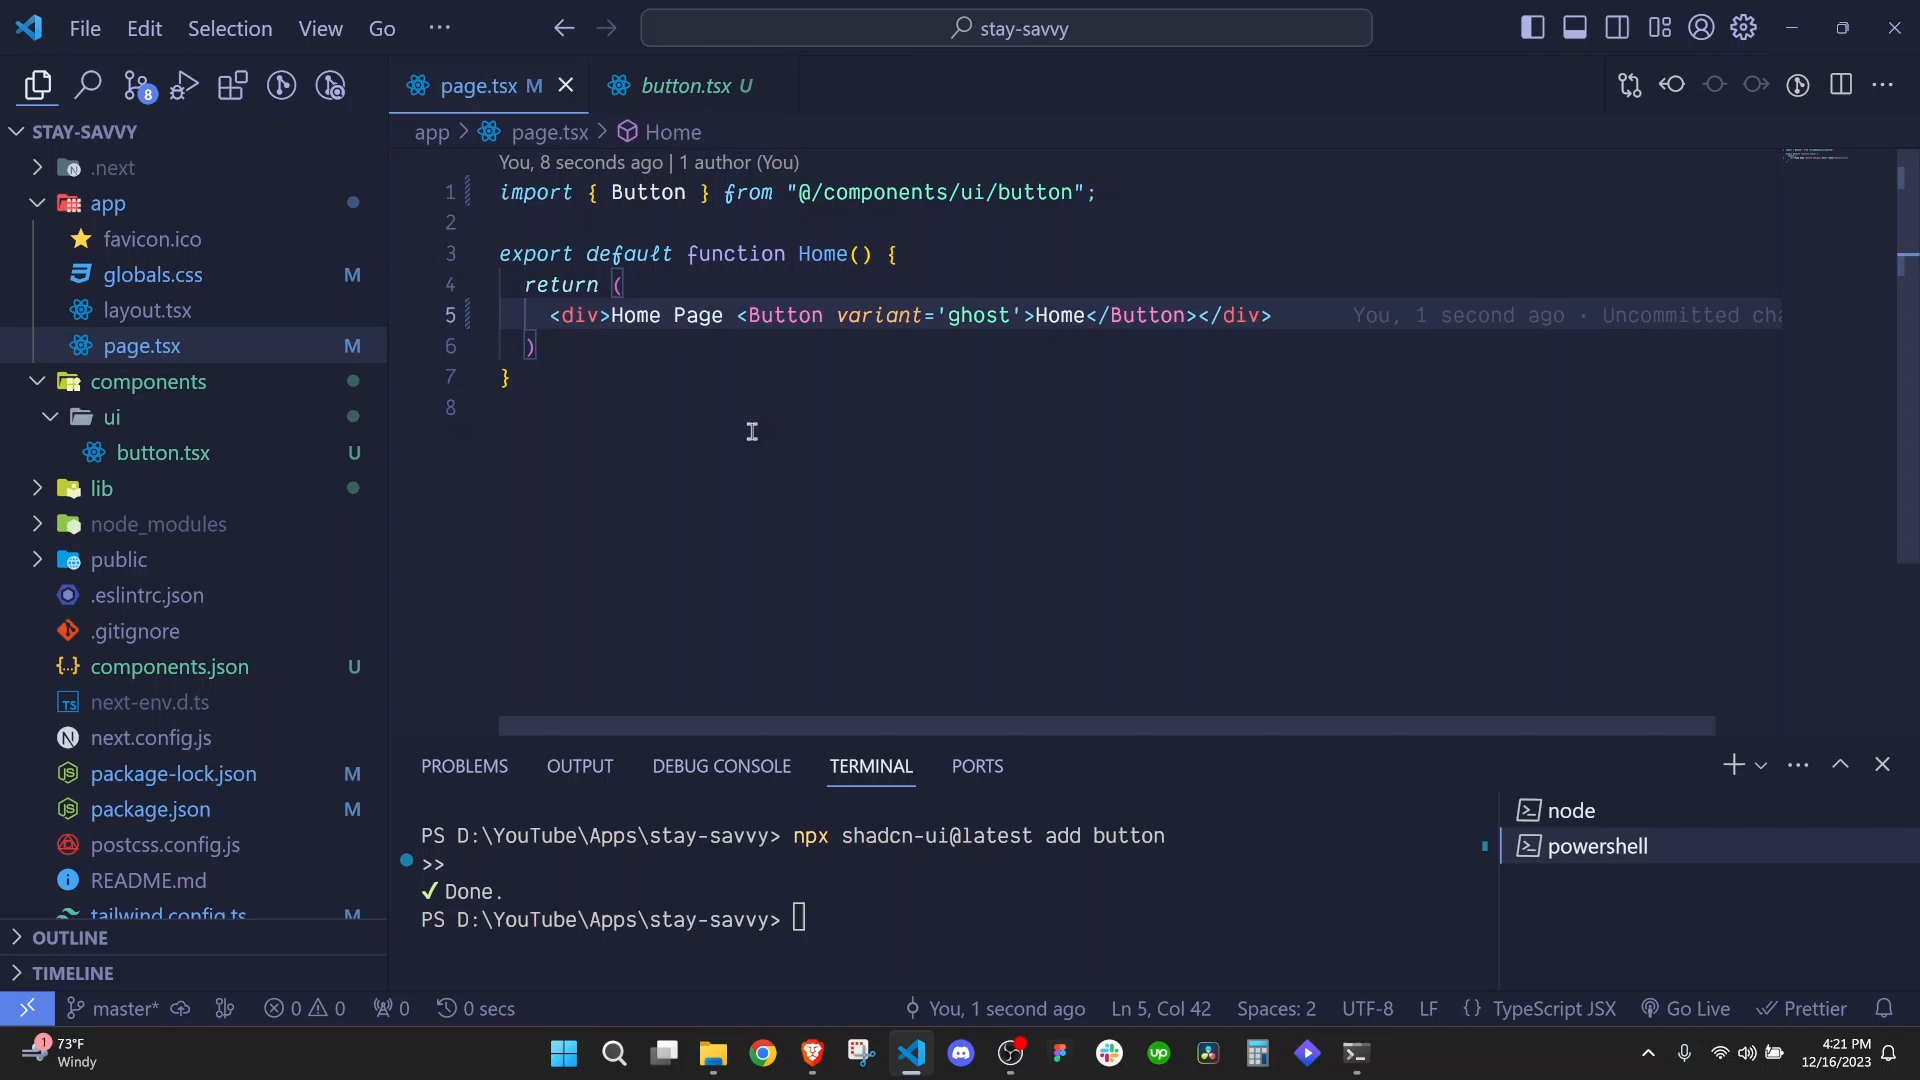 File Edit Selection View Go ··· stay-savvy
8
page.tsx M button.tsx U
STAY-SAVVY
app > page.tsx > Home
.next
app
favicon.ico
globals.css M
layout.tsx
page.tsx M
components
ui
button.tsx U
lib
node_modules
public
.eslintrc.json
.gitignore
components.json U
next-env.d.ts
next.config.js
package-lock.json M
package.json M
postcss.config.js
README.md
tailwind.config.ts M
OUTLINE
TIMELINE
You, 8 seconds ago | 1 author (You)
1 import { Button } from "@/components/ui/button";
2
3 export default function Home() {
4 return (
5 <div>Home Page <Button variant='ghost'>Home</Button></div> You, 1 second ago · Uncommitted cha
6 )
7 }
8
PROBLEMS OUTPUT DEBUG CONSOLE TERMINAL PORTS
PS D:\YouTube\Apps\stay-savvy> npx shadcn-ui@latest add button
>>
✓ Done.
PS D:\YouTube\Apps\stay-savvy>
node
powershell
master* 0 0 0 0 secs You, 1 second ago Ln 5, Col 42 Spaces: 2 UTF-8 LF {} TypeScript JSX Go Live Prettier
1 73°F
Windy
up
4:21 PM
12/16/2023